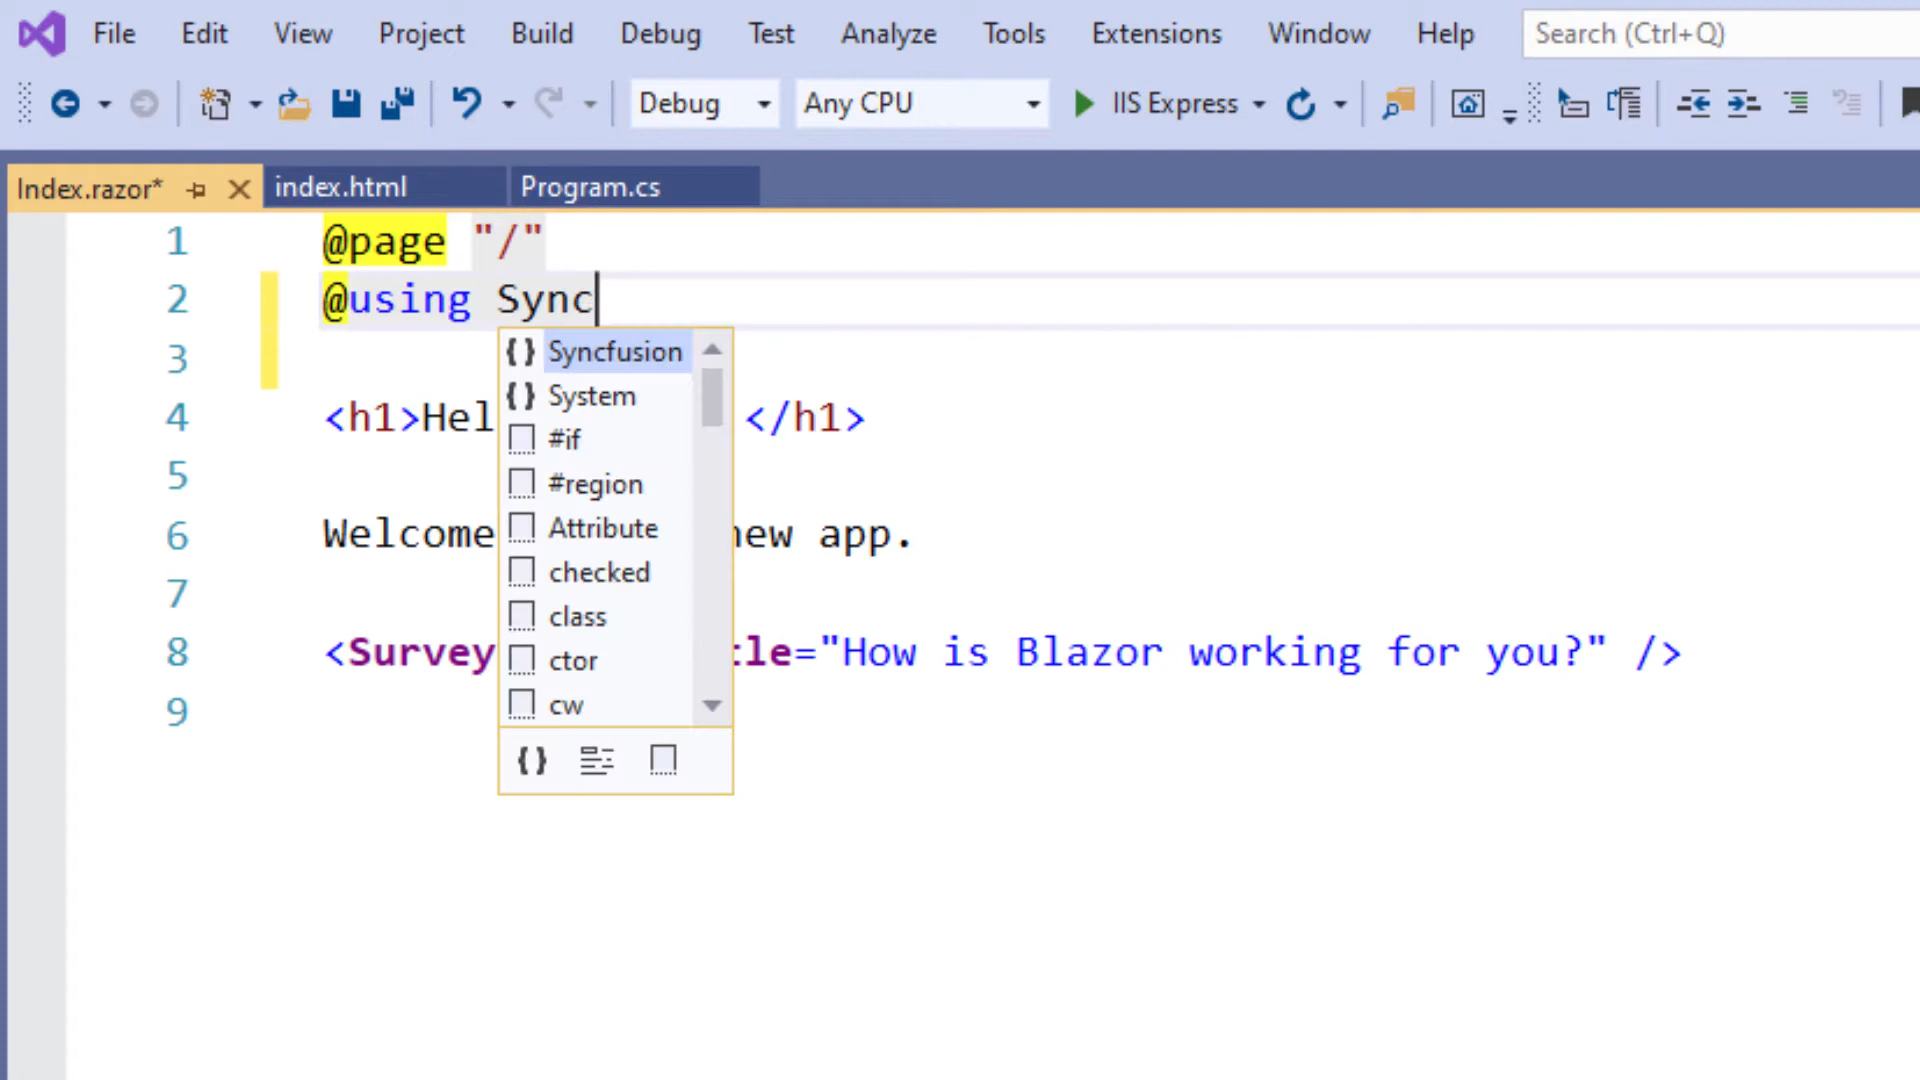 File Edit View Project Build Debug Test Analyze Tools Extensions Window Help Search (Ctrl+Q)
Debug Any CPU IIS Express
Index.razor* index.html Program.cs
1 @page "/"
2 @using Sync
3
4 <h1>Hel </h1>
5
6 Welcome new app.
7
8 <Survey tle="How is Blazor working for you?" />
9
{} Syncfusion
{} System
#if
#region
Attribute
checked
class
ctor
cw
{}